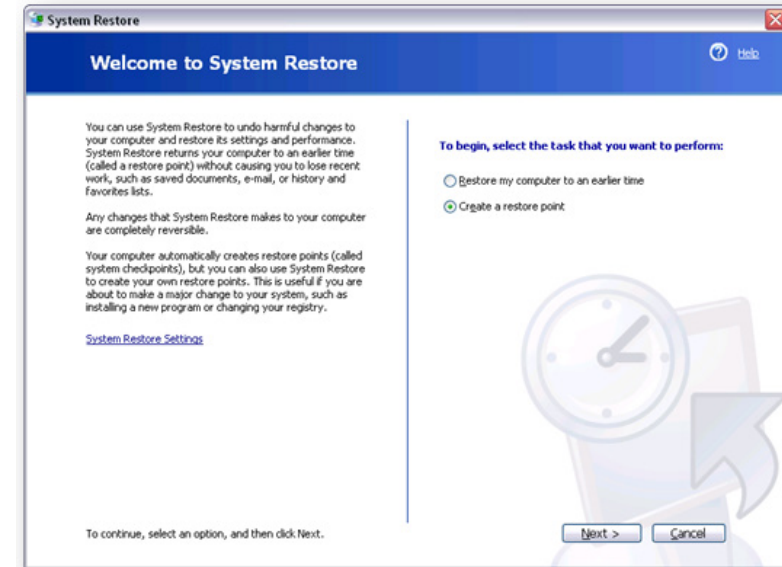 System Restore
Welcome to System Restore
Help
You can use System Restore to undo harmful changes to
your computer and restore its settings and performance.
System Restore returns your computer to an earlier time
(called a restore point) without causing you to lose recent
work, such as saved documents, e-mail, or history and
favorites lists.
Any changes that System Restore makes to your computer
are completely reversible.
Your computer automatically creates restore points (called
system checkpoints), but you can also use System Restore
to create your own restore points. This is useful if you are
about to make a major change to your system, such as
installing a new program or changing your registry.
System Restore Settings
To continue, select an option, and then click Next.
To begin, select the task that you want to perform:
Restore my computer to an earlier time
Create a restore point
Next >
Cancel